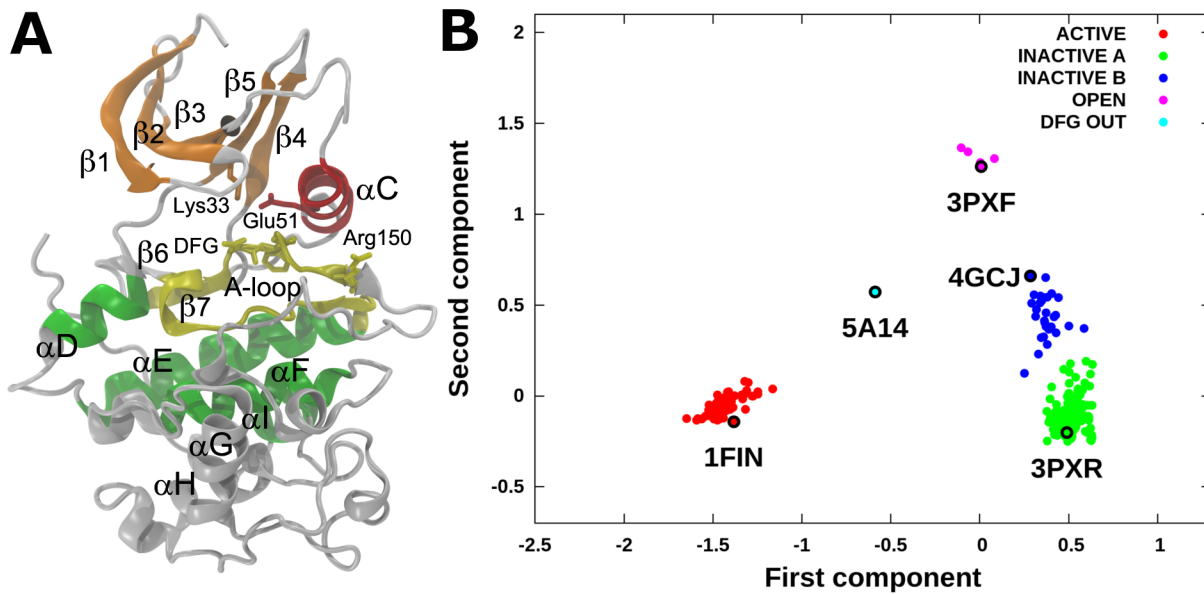 A
β5
β3
β2
β4
β1
αC
Lys33
Glu51
Arg150
β6
DFG
A-loop
β7
αD
αE
αF
αI
αG
αH
B
ACTIVE
INACTIVE A
INACTIVE B
OPEN
DFG OUT
2
1.5
1
0.5
0
-0.5
Second component
3PXF
4GCJ
5A14
1FIN
3PXR
-2.5
-2
-1.5
-1
-0.5
0
0.5
1
First component